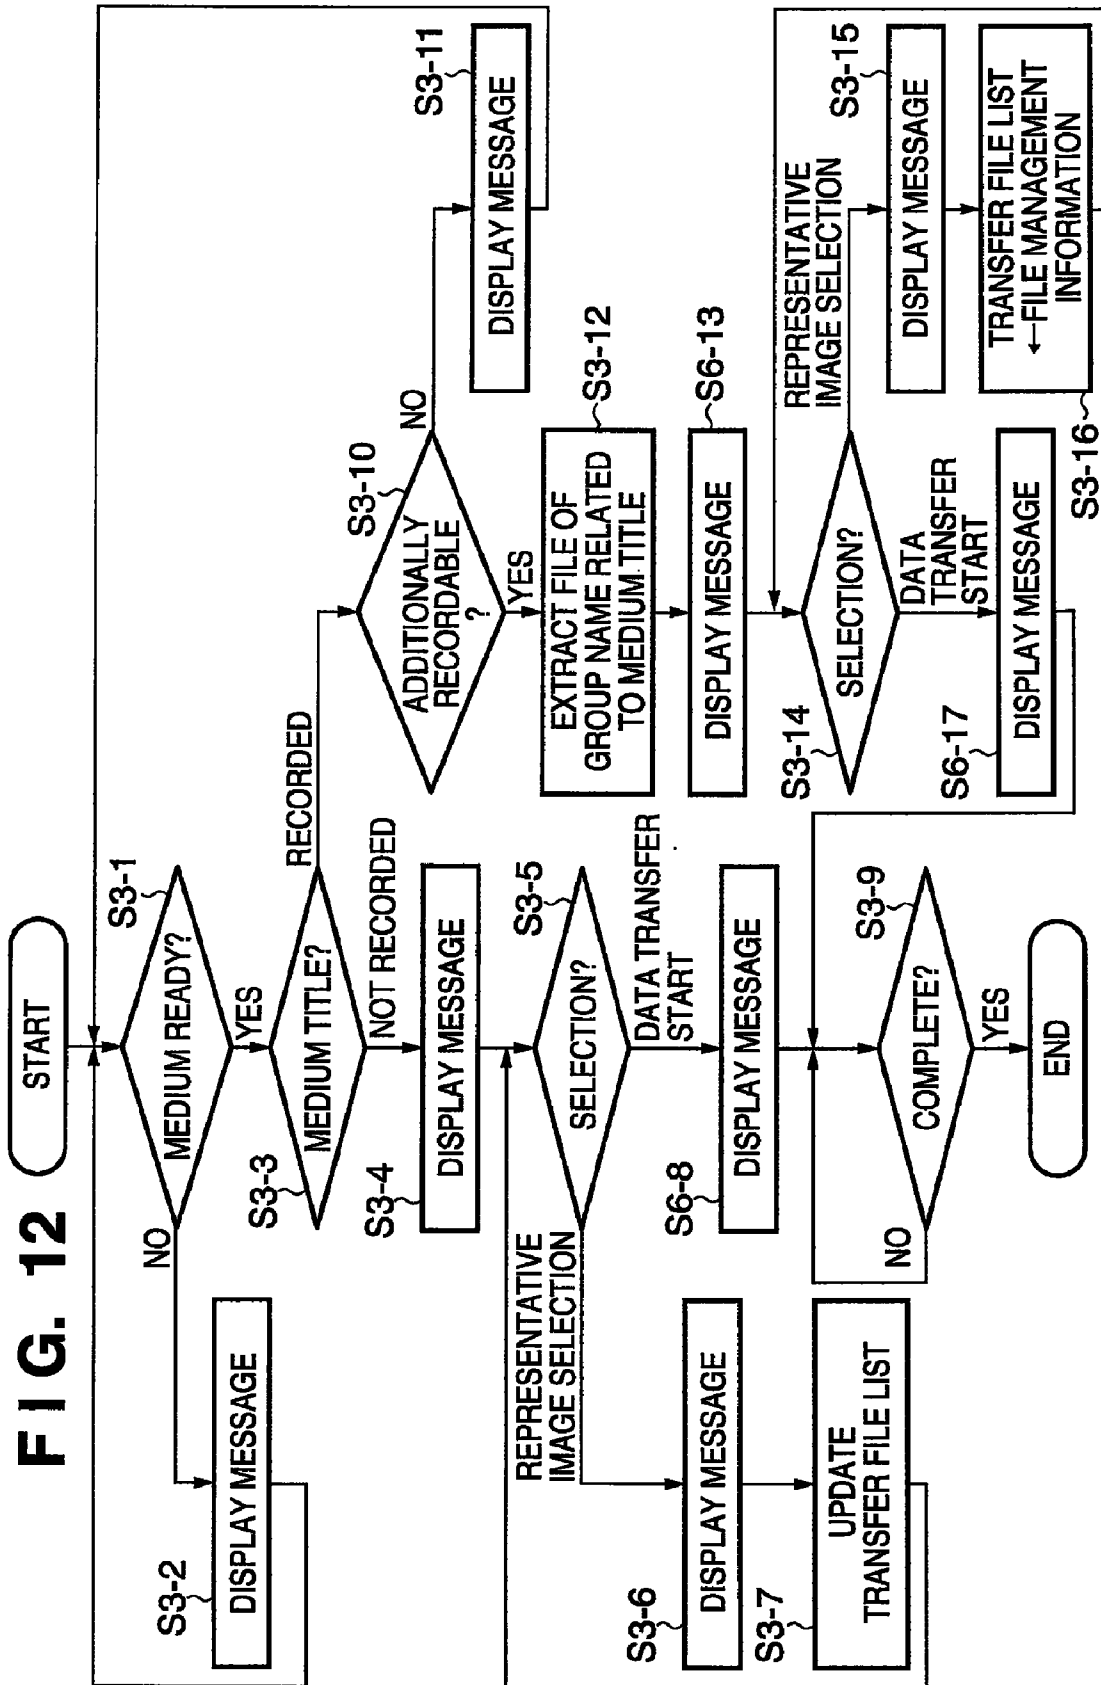 FIG. 12
START
S3-1
MEDIUM READY?
NO
YES
S3-2
DISPLAY MESSAGE
S3-3
MEDIUM TITLE?
RECORDED
NOT RECORDED
S3-4
DISPLAY MESSAGE
S3-5
SELECTION?
REPRESENTATIVE
IMAGE SELECTION
DATA TRANSFER
START
S3-6
DISPLAY MESSAGE
S3-7
UPDATE
TRANSFER FILE LIST
S6-8
DISPLAY MESSAGE
S3-9
COMPLETE?
NO
YES
END
S3-10
ADDITIONALLY
RECORDABLE
?
NO
YES
S3-11
DISPLAY MESSAGE
S3-12
EXTRACT FILE OF
GROUP NAME RELATED
TO MEDIUM TITLE
S6-13
DISPLAY MESSAGE
S3-14
SELECTION?
REPRESENTATIVE
IMAGE SELECTION
DATA
TRANSFER
START
S3-15
DISPLAY MESSAGE
S3-16
TRANSFER FILE LIST
←FILE MANAGEMENT
INFORMATION
S6-17
DISPLAY MESSAGE